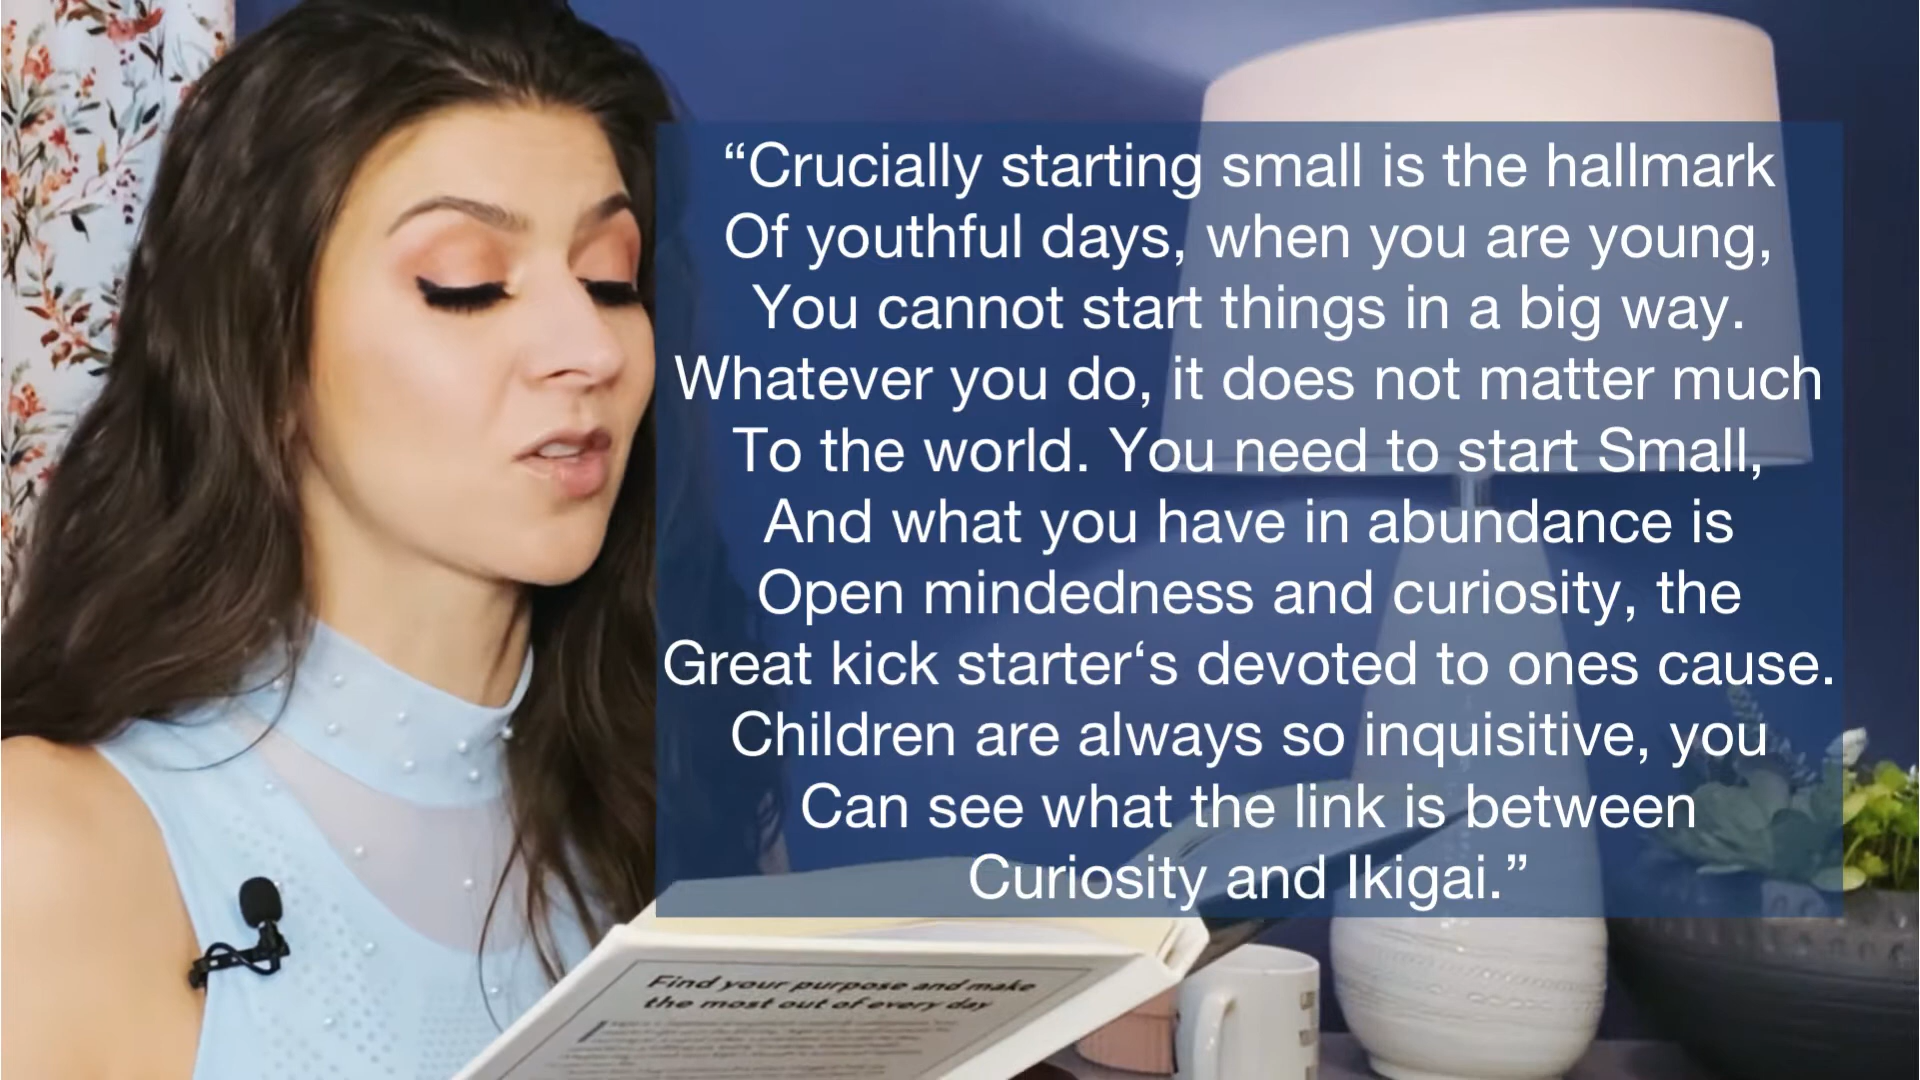 “Crucially starting small is the hallmark
Of youthful days, when you are young,
You cannot start things in a big way.
Whatever you do, it does not matter much
To the world. You need to start Small,
And what you have in abundance is
Open mindedness and curiosity, the
Great kick starter‘s devoted to ones cause.
Children are always so inquisitive, you
Can see what the link is between
Curiosity and Ikigai.”
Find your purpose and make
the most out of every day